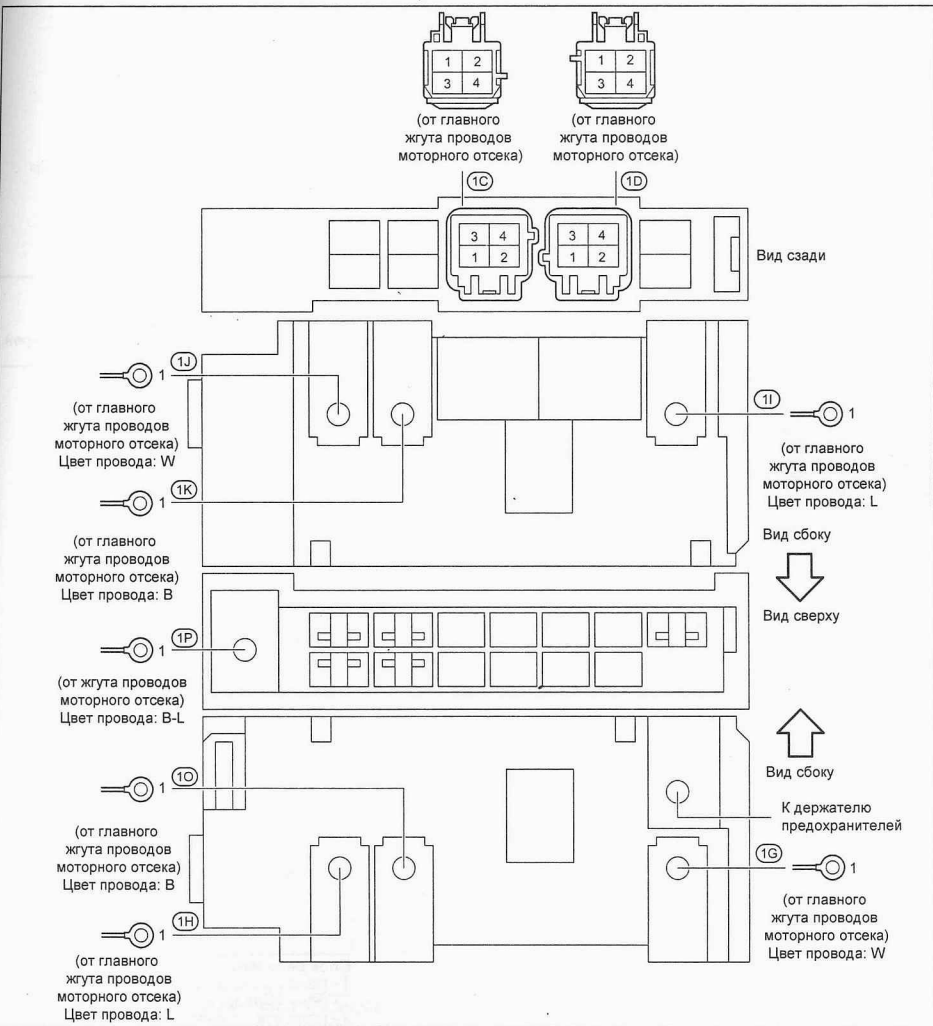 1 2
3 4
1 2
3 4
(от главного
жгута проводов
моторного отсека)
(от главного
жгута проводов
моторного отсека)
1C
1D
3 4
1 2
3 4
1 2
Вид сзади
1J
1
(от главного
жгута проводов
моторного отсека)
Цвет провода: W
1I
1
(от главного
жгута проводов
моторного отсека)
Цвет провода: L
1K
1
(от главного
жгута проводов
моторного отсека)
Цвет провода: B
Вид сбоку
Вид сверху
1P
1
(от жгута проводов
моторного отсека)
Цвет провода: B-L
Вид сбоку
1O
1
(от главного
жгута проводов
моторного отсека)
Цвет провода: B
К держателю
предохранителей
1G
1
(от главного
жгута проводов
моторного отсека)
Цвет провода: W
1H
1
(от главного
жгута проводов
моторного отсека)
Цвет провода: L